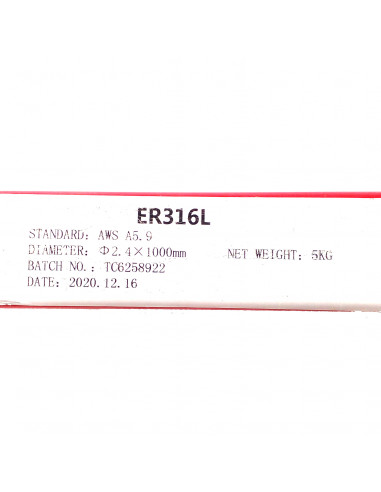 ER316L
STANDARD: AWS A5.9
DIAMETER: Φ2.4×1000mm NET WEIGHT: 5KG
BATCH NO.: TC6258922
DATE: 2020.12.16